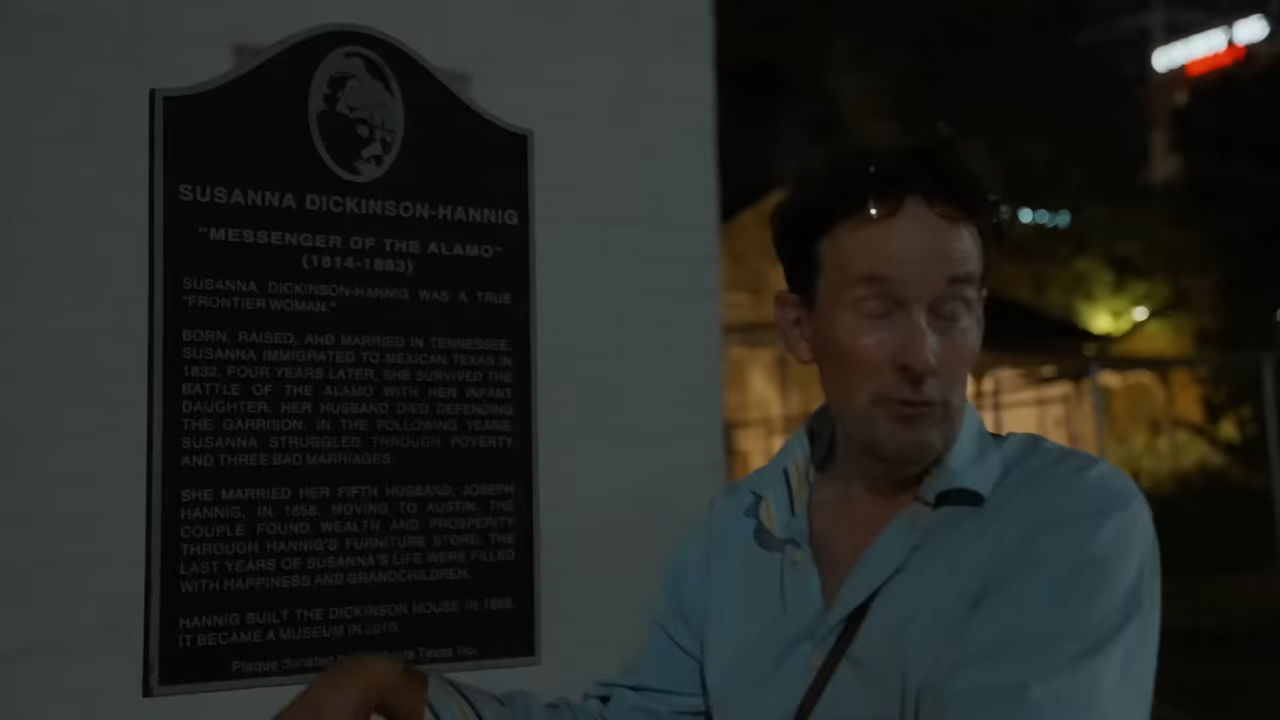 SUSANNA DICKINSON-HANNIG
"MESSENGER OF THE ALAMO"
(1814-1883)
SUSANNA DICKINSON-HANNIG WAS A TRUE
"FRONTIER WOMAN."
BORN, RAISED, AND MARRIED IN TENNESSEE,
SUSANNA IMMIGRATED TO MEXICAN TEXAS IN
1832. FOUR YEARS LATER, SHE SURVIVED THE
BATTLE OF THE ALAMO WITH HER INFANT
DAUGHTER. HER HUSBAND DIED DEFENDING
THE GARRISON. IN THE FOLLOWING YEARS,
SUSANNA STRUGGLED THROUGH POVERTY
AND THREE BAD MARRIAGES.
SHE MARRIED HER FIFTH HUSBAND, JOSEPH
HANNIG, IN 1858. MOVING TO AUSTIN, THE
COUPLE FOUND WEALTH AND PROSPERITY
THROUGH HANNIG'S FURNITURE STORE. THE
LAST YEARS OF SUSANNA'S LIFE WERE FILLED
WITH HAPPINESS AND GRANDCHILDREN.
HANNIG BUILT THE DICKINSON HOUSE IN 1869.
IT BECAME A MUSEUM IN 2010.
Plaque donated Texas Inc.